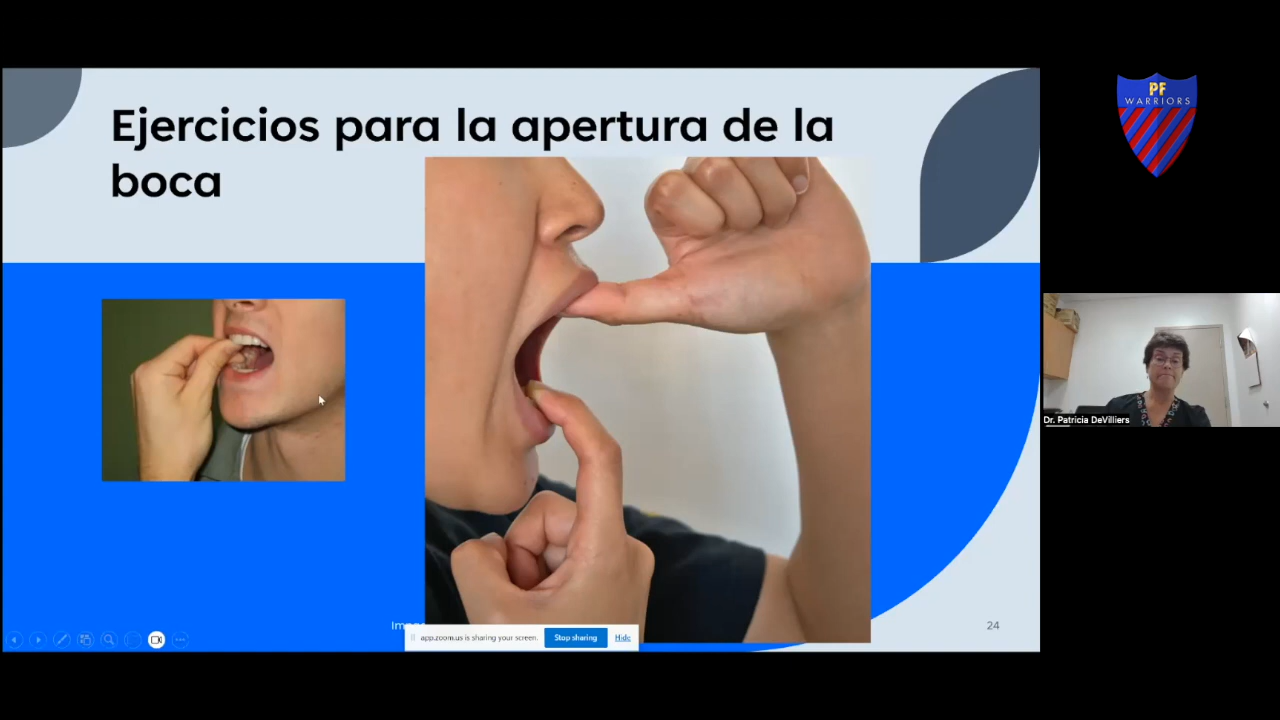 Ejercicios para la apertura de la
boca
PF
WARRIORS
Dr. Patricia DeVilliers
24
app.zoom.us is sharing your screen.
Stop sharing
Hide